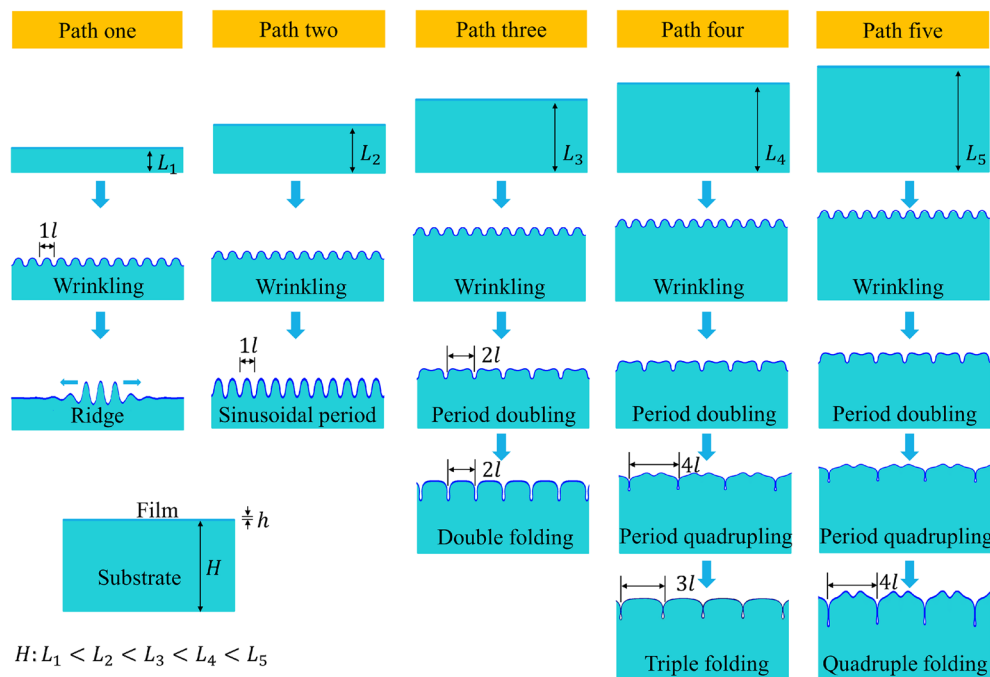 Path one
Path two
Path three
Path four
Path five
L₁
L₂
L₃
L₄
L₅
1l
Wrinkling
Wrinkling
Wrinkling
Wrinkling
Wrinkling
1l
2l
Ridge
Sinusoidal period
Period doubling
Period doubling
Period doubling
2l
4l
Double folding
Period quadrupling
Period quadrupling
Film
h
Substrate
H
3l
4l
Triple folding
Quadruple folding
H: L₁ < L₂ < L₃ < L₄ < L₅